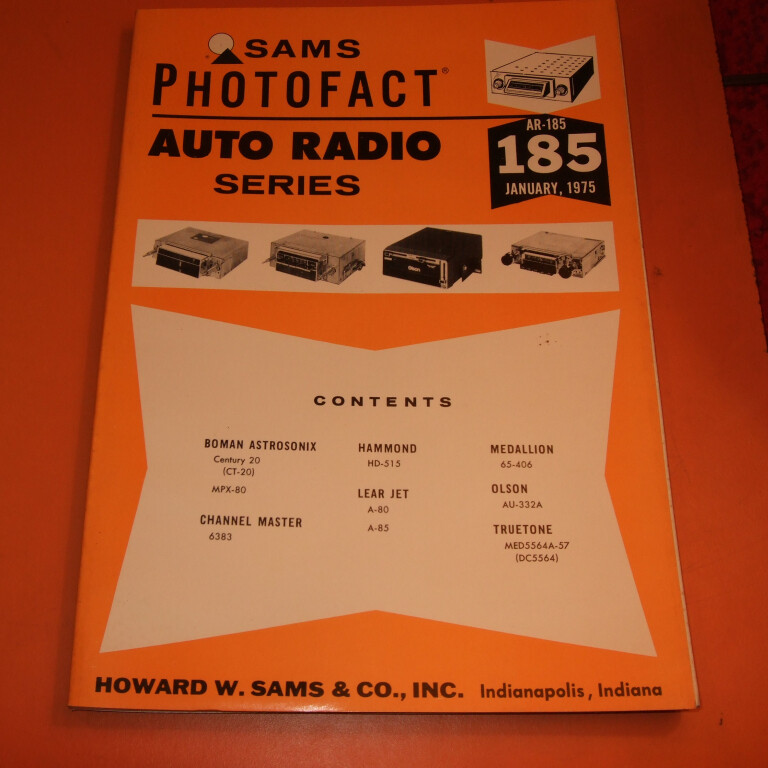 SAMS
PHOTOFACT®
AUTO RADIO
SERIES
AR-185
185
JANUARY, 1975
CONTENTS
BOMAN ASTROSONIX
Century 20
(CT-20)
MPX-80
CHANNEL MASTER
6383
HAMMOND
HD-515
LEAR JET
A-80
A-85
MEDALLION
65-406
OLSON
AU-332A
TRUETONE
MED5564A-57
(DC5564)
HOWARD W. SAMS & CO., INC. Indianapolis, Indiana